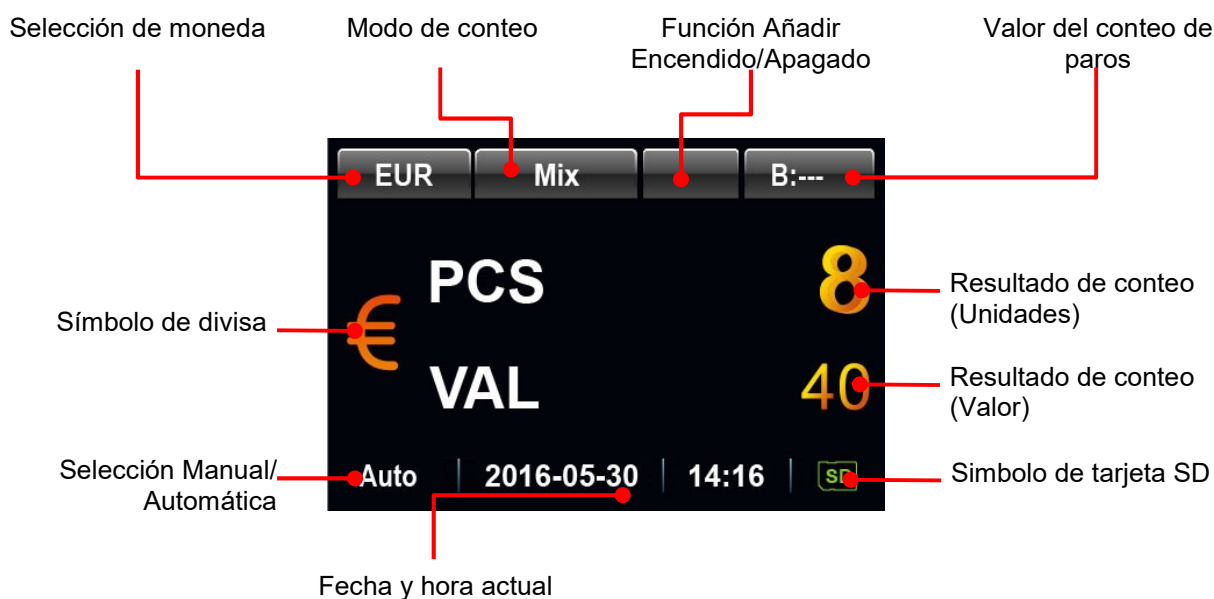 Selección de moneda
Modo de conteo
Función Añadir
Encendido/Apagado
Valor del conteo de
paros
EUR
Mix
B:---
PCS
8
Resultado de conteo
(Unidades)
Símbolo de divisa
€
VAL
40
Resultado de conteo
(Valor)
Selección Manual/
Automática
Auto
2016-05-30
14:16
SD
Simbolo de tarjeta SD
Fecha y hora actual